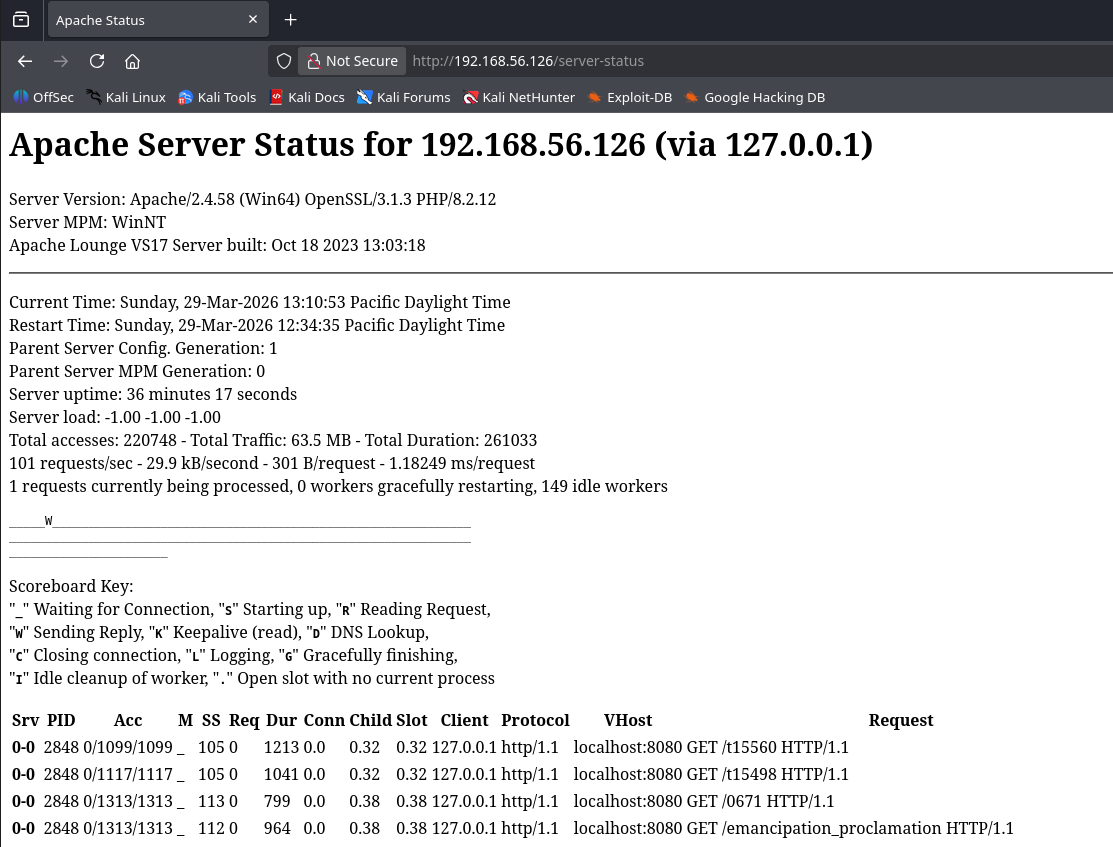 Apache Status
Not Secure http://192.168.56.126/server-status
OffSec Kali Linux Kali Tools Kali Docs Kali Forums Kali NetHunter Exploit-DB Google Hacking DB
Apache Server Status for 192.168.56.126 (via 127.0.0.1)
Server Version: Apache/2.4.58 (Win64) OpenSSL/3.1.3 PHP/8.2.12
Server MPM: WinNT
Apache Lounge VS17 Server built: Oct 18 2023 13:03:18
Current Time: Sunday, 29-Mar-2026 13:10:53 Pacific Daylight Time
Restart Time: Sunday, 29-Mar-2026 12:34:35 Pacific Daylight Time
Parent Server Config. Generation: 1
Parent Server MPM Generation: 0
Server uptime: 36 minutes 17 seconds
Server load: -1.00 -1.00 -1.00
Total accesses: 220748 - Total Traffic: 63.5 MB - Total Duration: 261033
101 requests/sec - 29.9 kB/second - 301 B/request - 1.18249 ms/request
1 requests currently being processed, 0 workers gracefully restarting, 149 idle workers
_____W__________________________________________________________
________________________________________________________________
______________________
Scoreboard Key:
"_" Waiting for Connection, "S" Starting up, "R" Reading Request,
"W" Sending Reply, "K" Keepalive (read), "D" DNS Lookup,
"C" Closing connection, "L" Logging, "G" Gracefully finishing,
"I" Idle cleanup of worker, "." Open slot with no current process
Srv PID Acc M SS Req Dur Conn Child Slot Client Protocol VHost Request
0-0 2848 0/1099/1099 _ 105 0 1213 0.0 0.32 0.32 127.0.0.1 http/1.1 localhost:8080 GET /t15560 HTTP/1.1
0-0 2848 0/1117/1117 _ 105 0 1041 0.0 0.32 0.32 127.0.0.1 http/1.1 localhost:8080 GET /t15498 HTTP/1.1
0-0 2848 0/1313/1313 _ 113 0 799 0.0 0.38 0.38 127.0.0.1 http/1.1 localhost:8080 GET /0671 HTTP/1.1
0-0 2848 0/1313/1313 _ 112 0 964 0.0 0.38 0.38 127.0.0.1 http/1.1 localhost:8080 GET /emancipation_proclamation HTTP/1.1